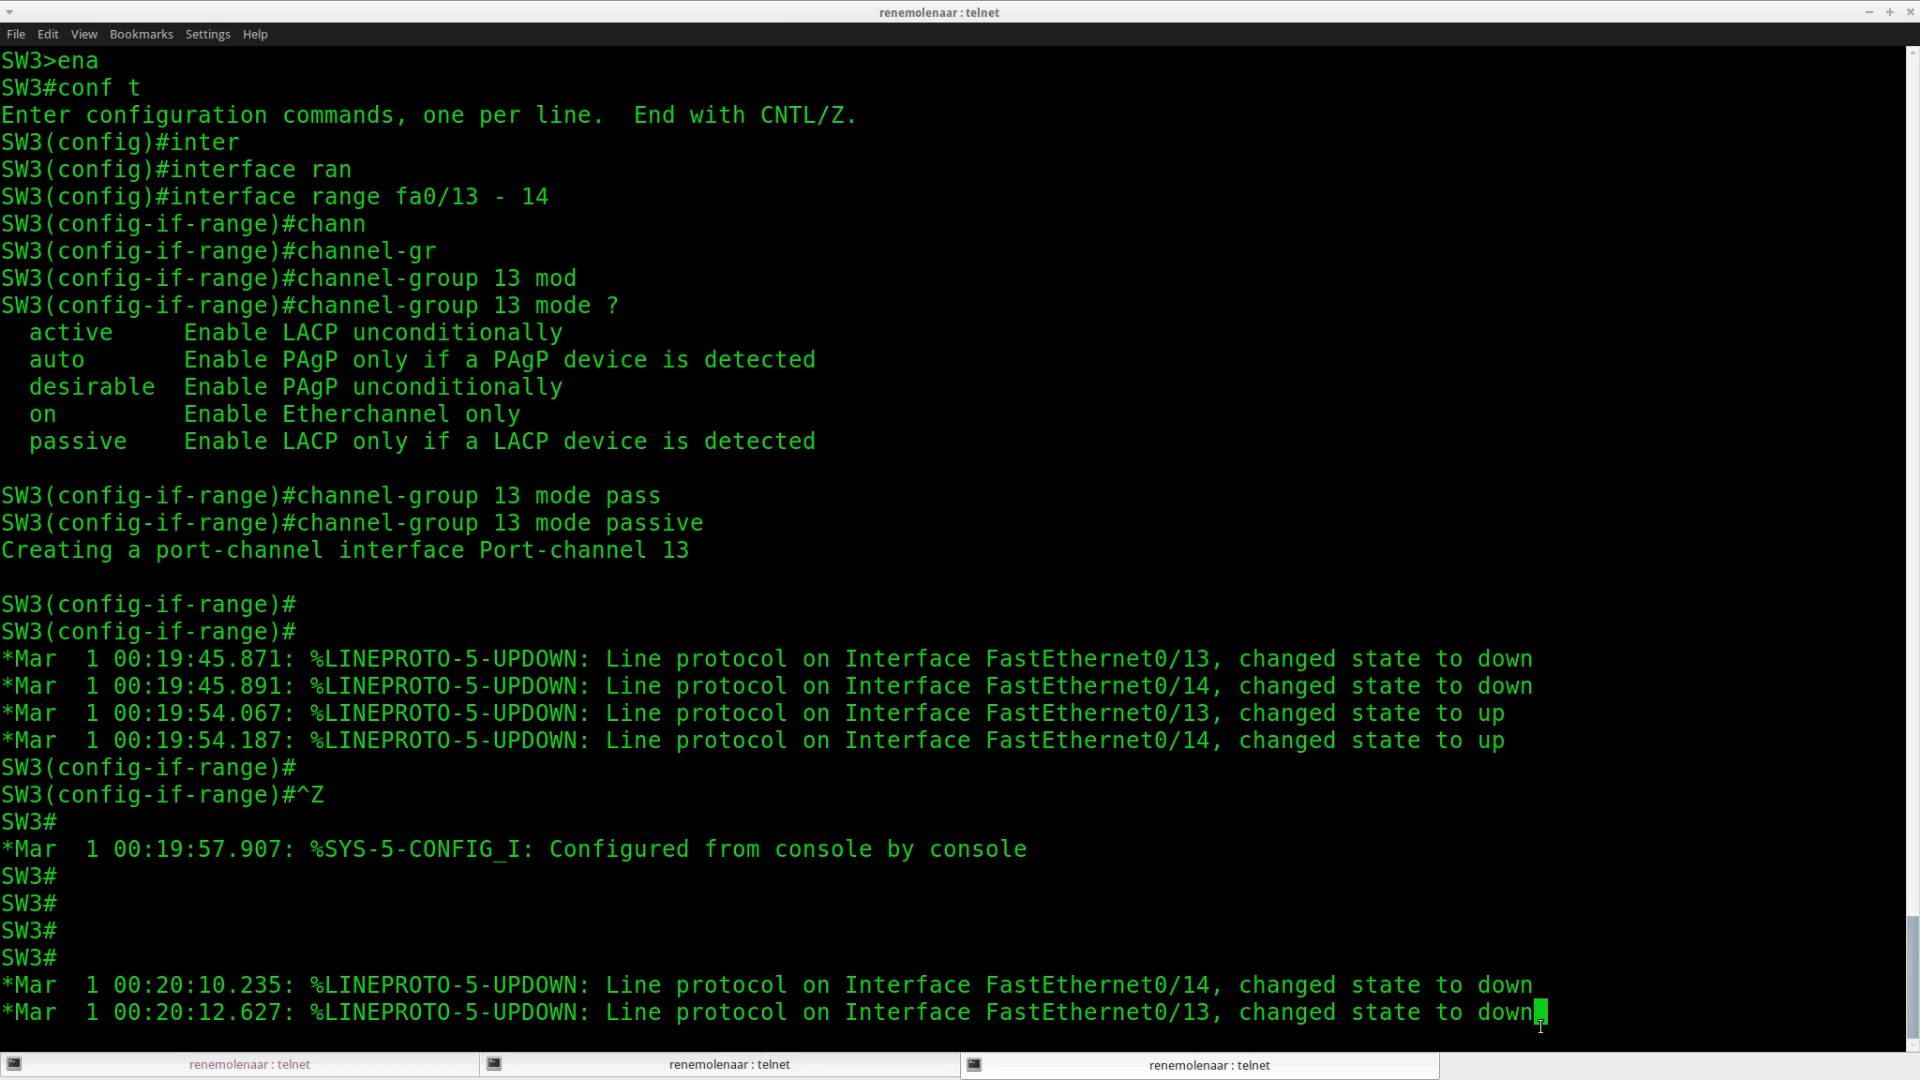 renemolenaar : telnet
File Edit View Bookmarks Settings Help
SW3>ena
SW3#conf t
Enter configuration commands, one per line.  End with CNTL/Z.
SW3(config)#inter
SW3(config)#interface ran
SW3(config)#interface range fa0/13 - 14
SW3(config-if-range)#chann
SW3(config-if-range)#channel-gr
SW3(config-if-range)#channel-group 13 mod
SW3(config-if-range)#channel-group 13 mode ?
  active     Enable LACP unconditionally
  auto       Enable PAgP only if a PAgP device is detected
  desirable  Enable PAgP unconditionally
  on         Enable Etherchannel only
  passive    Enable LACP only if a LACP device is detected
SW3(config-if-range)#channel-group 13 mode pass
SW3(config-if-range)#channel-group 13 mode passive
Creating a port-channel interface Port-channel 13
SW3(config-if-range)#
SW3(config-if-range)#
*Mar  1 00:19:45.871: %LINEPROTO-5-UPDOWN: Line protocol on Interface FastEthernet0/13, changed state to down
*Mar  1 00:19:45.891: %LINEPROTO-5-UPDOWN: Line protocol on Interface FastEthernet0/14, changed state to down
*Mar  1 00:19:54.067: %LINEPROTO-5-UPDOWN: Line protocol on Interface FastEthernet0/13, changed state to up
*Mar  1 00:19:54.187: %LINEPROTO-5-UPDOWN: Line protocol on Interface FastEthernet0/14, changed state to up
SW3(config-if-range)#
SW3(config-if-range)#^Z
SW3#
*Mar  1 00:19:57.907: %SYS-5-CONFIG_I: Configured from console by console
SW3#
SW3#
SW3#
SW3#
*Mar  1 00:20:10.235: %LINEPROTO-5-UPDOWN: Line protocol on Interface FastEthernet0/14, changed state to down
*Mar  1 00:20:12.627: %LINEPROTO-5-UPDOWN: Line protocol on Interface FastEthernet0/13, changed state to down
renemolenaar : telnet renemolenaar : telnet renemolenaar : telnet